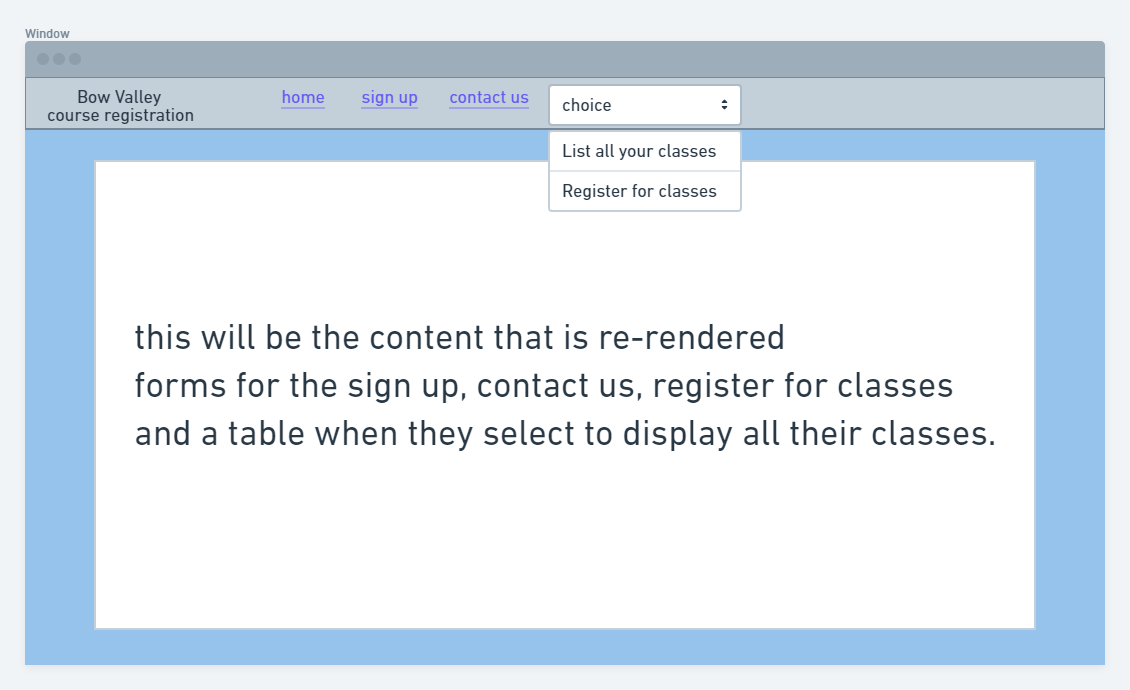 Window
Bow Valley
course registration
home
sign up
contact us
choice
List all your classes
Register for classes
this will be the content that is re-rendered
forms for the sign up, contact us, register for classes
and a table when they select to display all their classes.